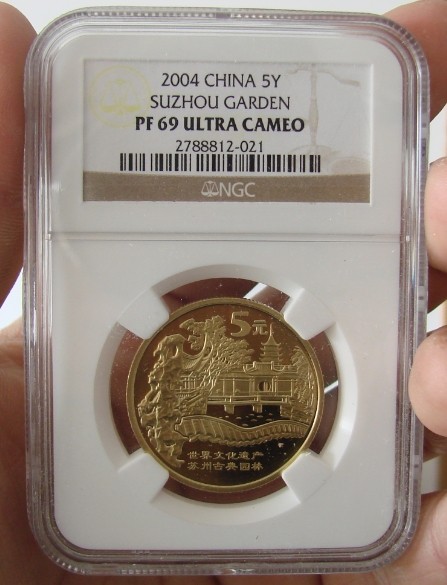 2004 CHINA 5Y
SUZHOU GARDEN
PF 69 ULTRA CAMEO
2788812-021
NGC
5元
世界文化遗产
苏州古典园林